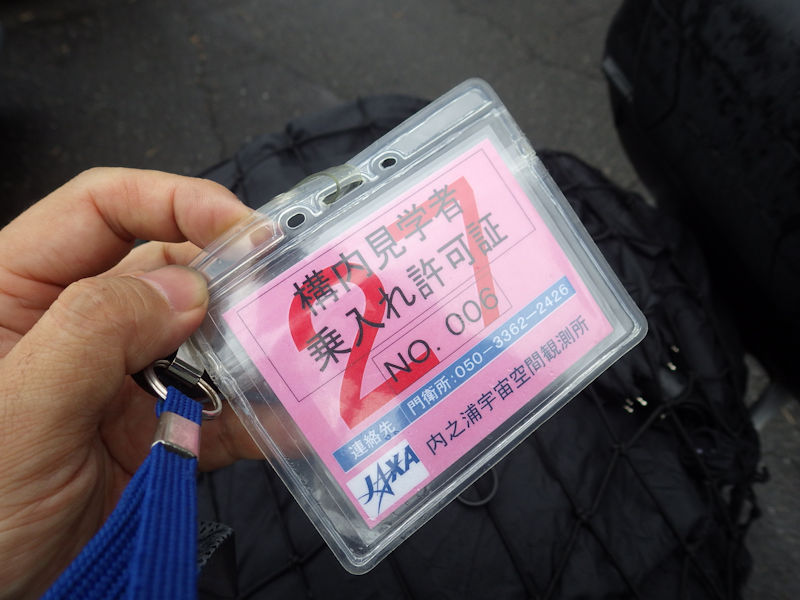 構内見学者
乗入れ許可証
27
NO. 006
連絡先 門衛所:050-3362-2426
JAXA 内之浦宇宙空間観測所